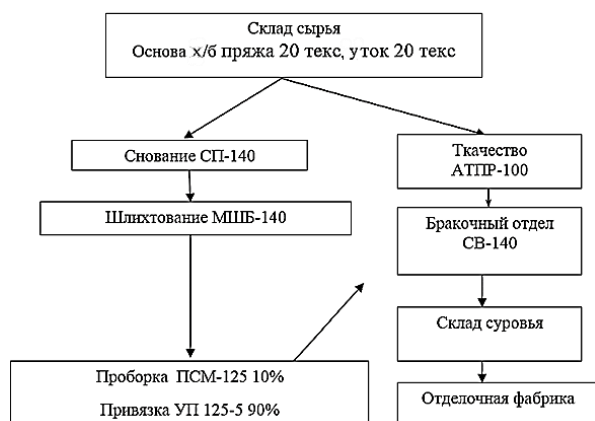 Склад сырья
Основа х/б пряжа 20 текс, уток 20 текс
Снование СП-140
Шлихтование МШБ-140
Проборка ПСМ-125 10%
Привязка УП 125-5 90%
Ткачество
АТПР-100
Бракочный отдел
СВ-140
Склад суровья
Отделочная фабрика